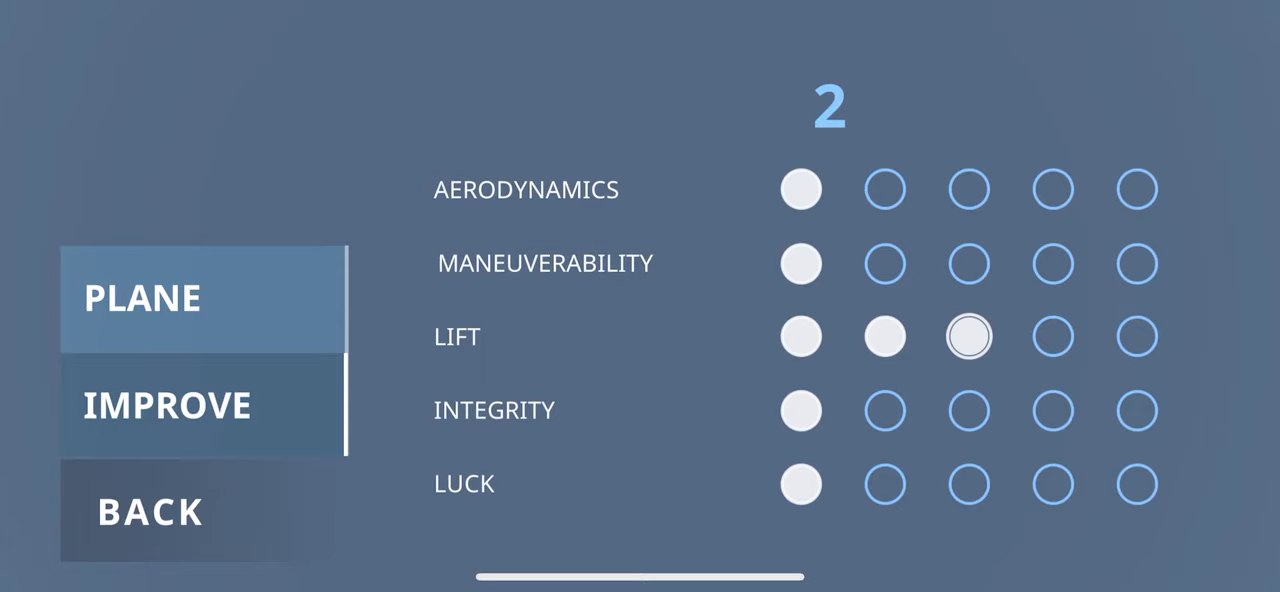 2
AERODYNAMICS
MANEUVERABILITY
PLANE
LIFT
IMPROVE
INTEGRITY
LUCK
BACK